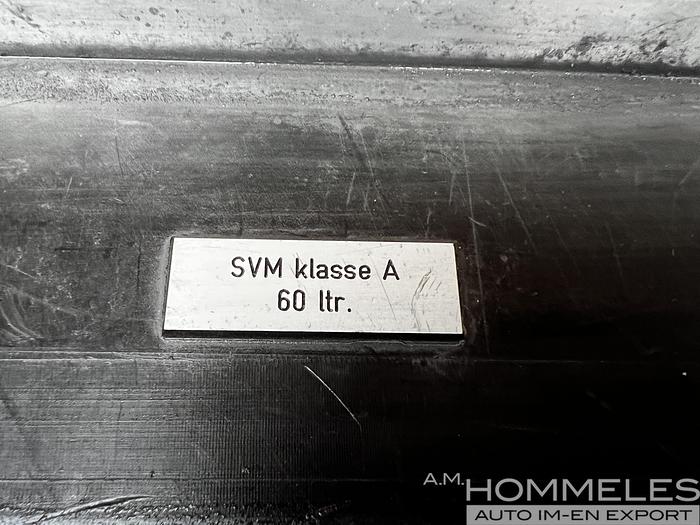 SVM klasse A
60 ltr.
A.M.
HOMMELES
AUTO IM-EN EXPORT